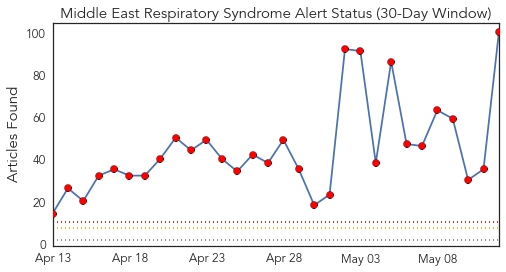 Middle East Respiratory Syndrome Alert Status (30-Day Window)
100
80
60
40
20
0
Articles Found
Apr 13
Apr 18
Apr 23
Apr 28
May 03
May 08